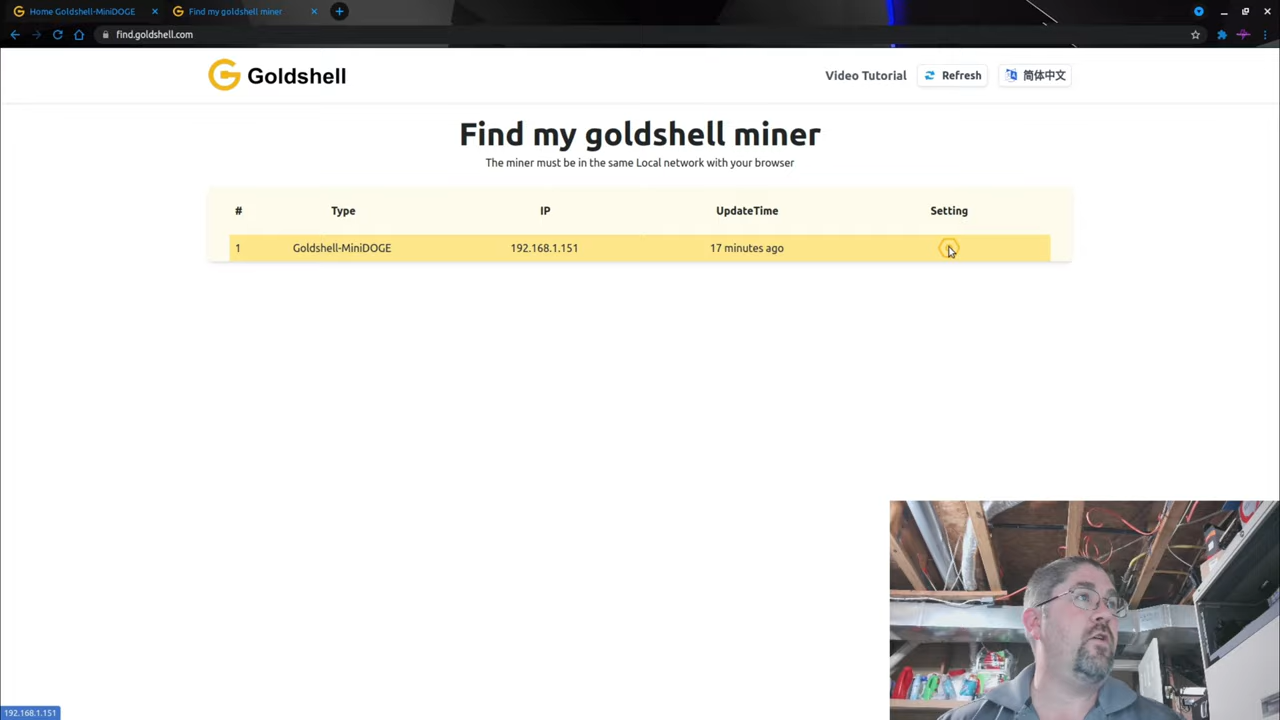 Home Goldshell-MiniDOGE
Find my goldshell miner
find.goldshell.com
Goldshell
Video Tutorial
Refresh
简体中文
Find my goldshell miner
The miner must be in the same Local network with your browser
# Type IP UpdateTime Setting
1 Goldshell-MiniDOGE 192.168.1.151 17 minutes ago
192.168.1.151